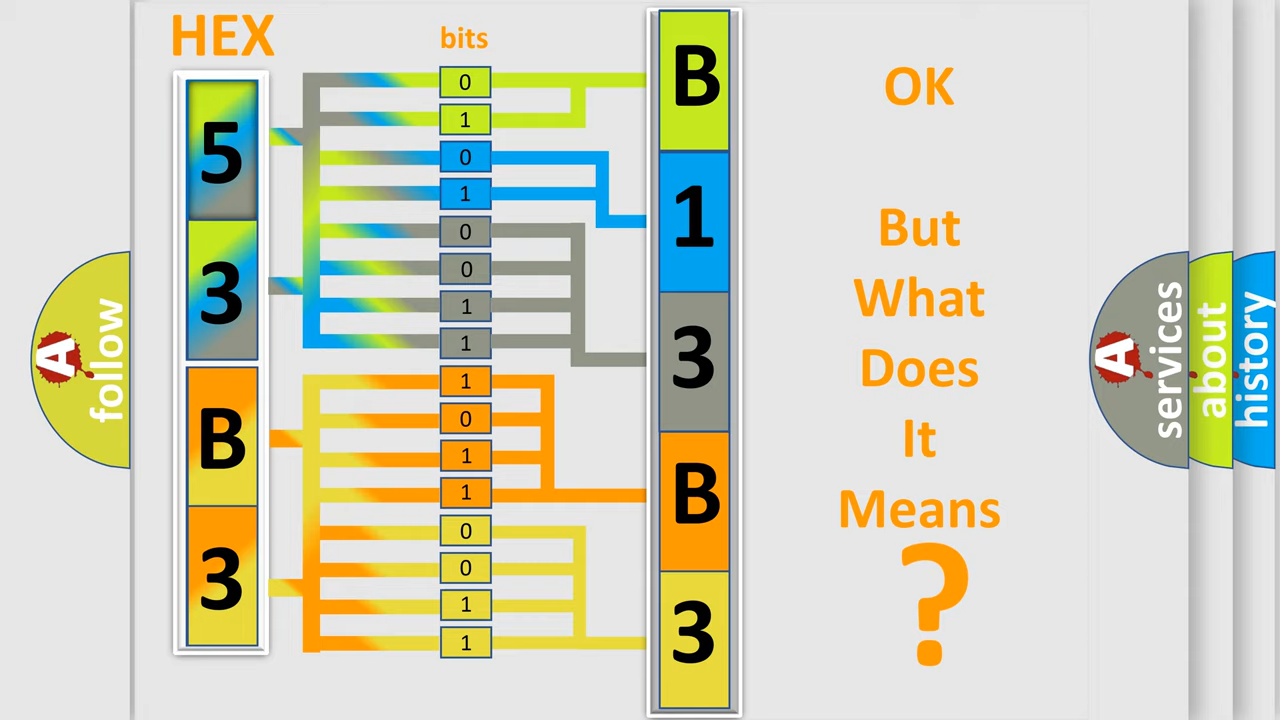 HEX
bits
5
3
B
3
0
1
0
1
0
0
1
1
1
0
1
1
0
0
1
1
B
1
3
B
3
OK
But
What
Does
It
Means
?
A
follow
A
services
about
history